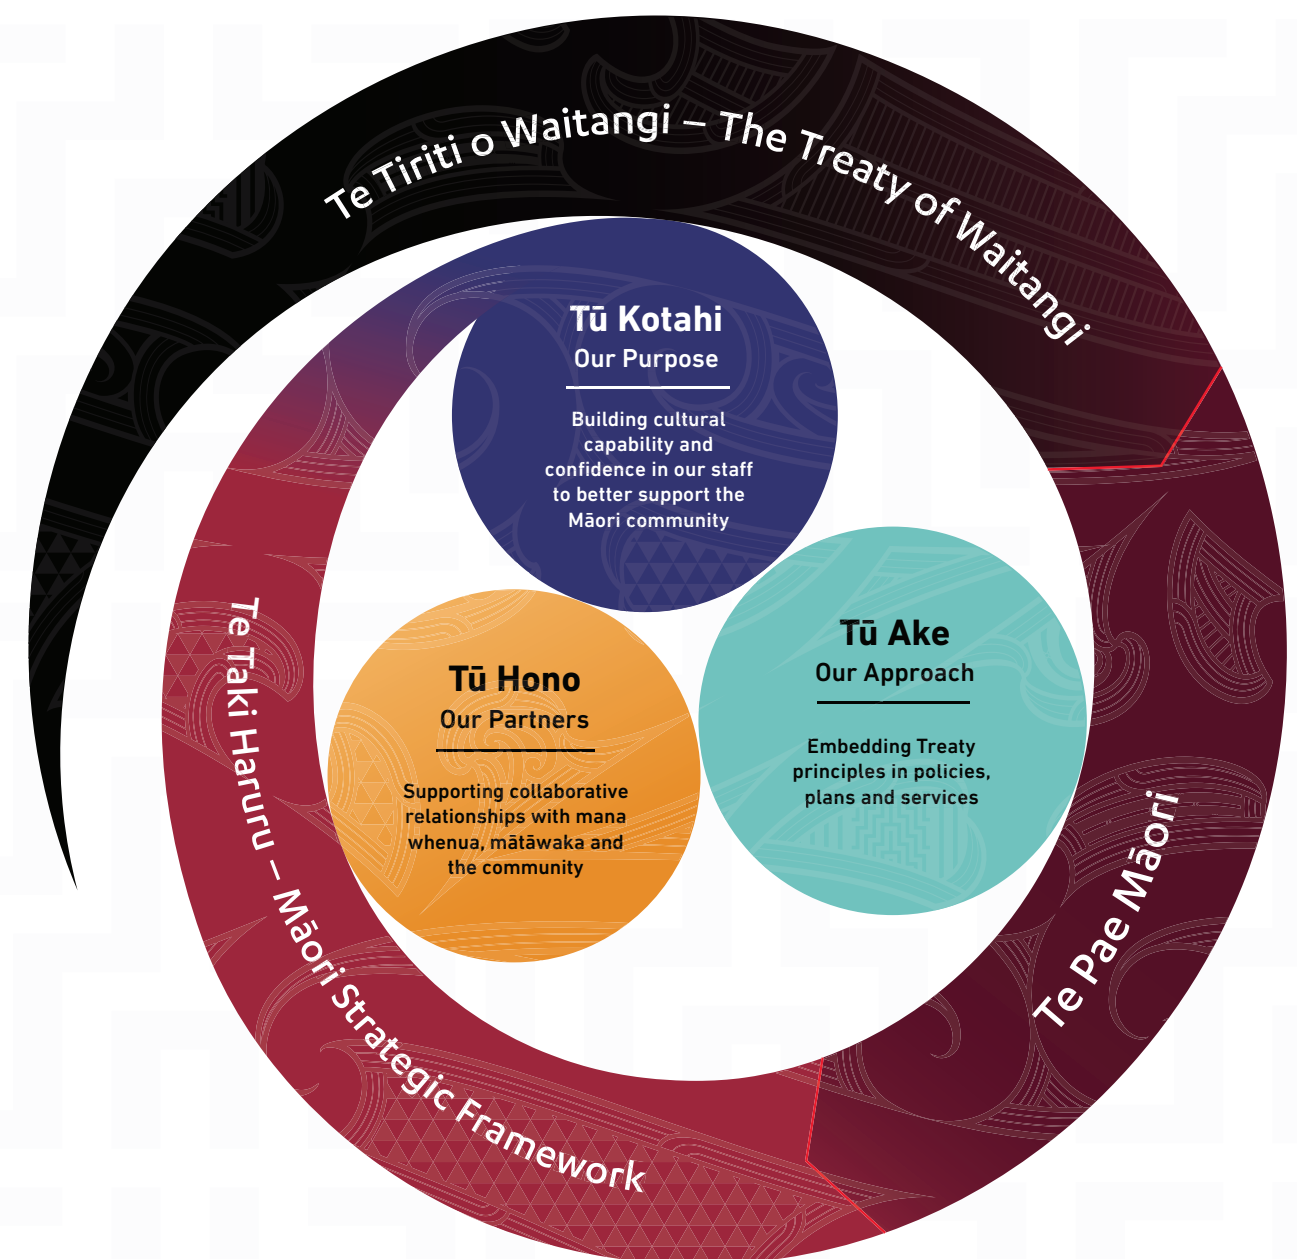 Te Tiriti o Waitangi – The Treaty of Waitangi
Te Pae Māori
Te Taki Haruru – Māori Strategic Framework
Tū Kotahi
Our Purpose
Building cultural
capability and
confidence in our staff
to better support the
Māori community
Tū Ake
Our Approach
Embedding Treaty
principles in policies,
plans and services
Tū Hono
Our Partners
Supporting collaborative
relationships with mana
whenua, mātāwaka and
the community